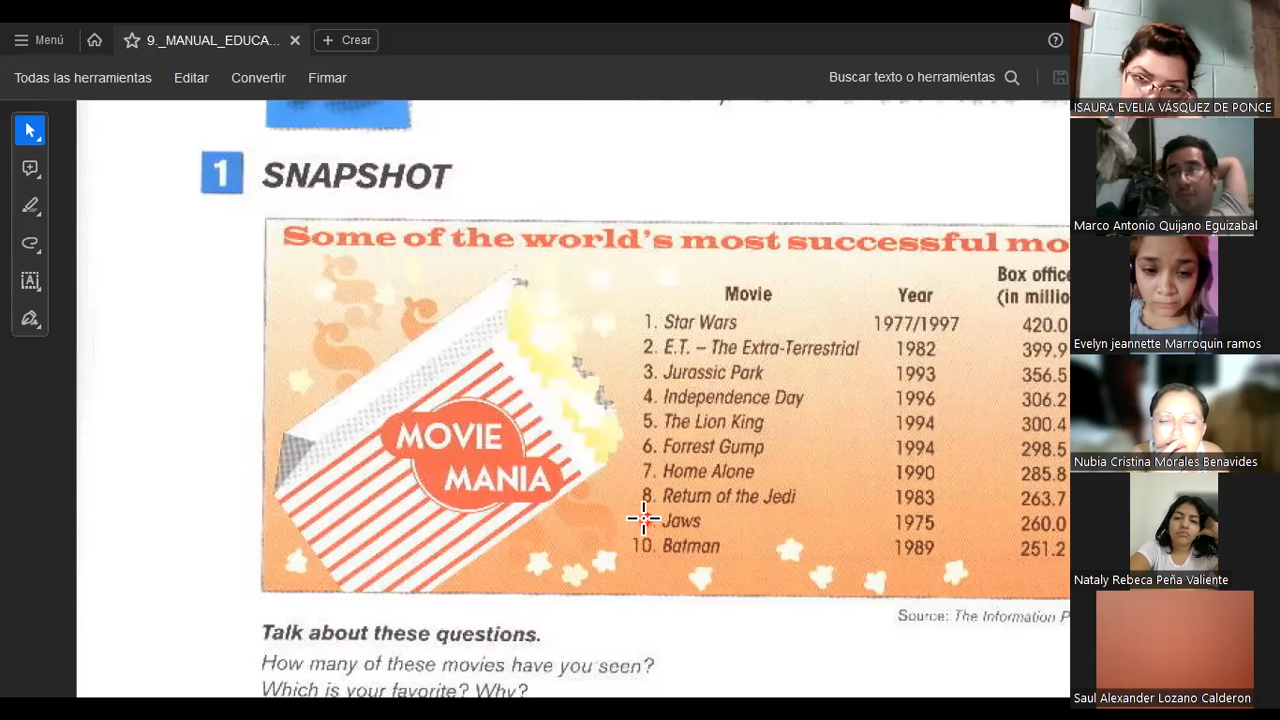 Menú
9._MANUAL_EDUCA...
Crear
Todas las herramientas
Editar
Convertir
Firmar
Buscar texto o herramientas
1 SNAPSHOT
Some of the world's most successful mo
Movie Year Box office (in millio
1. Star Wars 1977/1997 420.0
2. E.T. – The Extra-Terrestrial 1982 399.9
3. Jurassic Park 1993 356.5
4. Independence Day 1996 306.2
5. The Lion King 1994 300.4
6. Forrest Gump 1994 298.5
7. Home Alone 1990 285.8
8. Return of the Jedi 1983 263.7
Jaws 1975 260.0
10. Batman 1989 251.2
MOVIE
MANIA
Source: The Information P
Talk about these questions.
How many of these movies have you seen?
Which is your favorite? Why?
ISAURA EVELIA VÁSQUEZ DE PONCE
Marco Antonio Quijano Eguizabal
Evelyn jeannette Marroquin ramos
Nubia Cristina Morales Benavides
Nataly Rebeca Peña Valiente
Saul Alexander Lozano Calderon